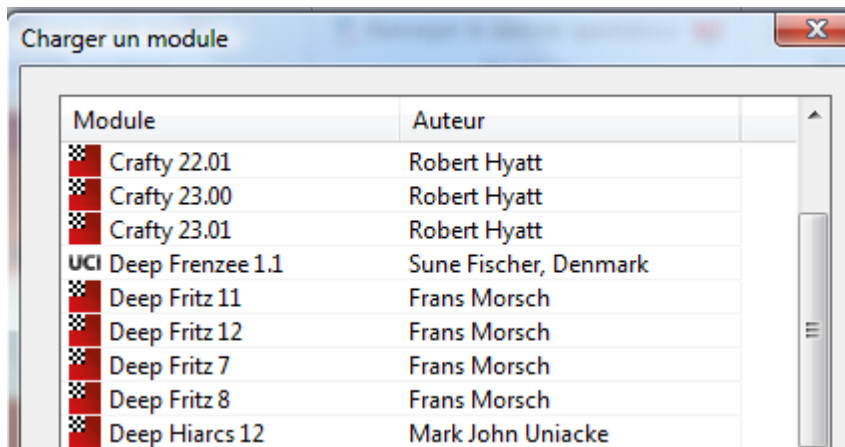 Charger un module
Module Auteur
Crafty 22.01 Robert Hyatt
Crafty 23.00 Robert Hyatt
Crafty 23.01 Robert Hyatt
UCI Deep Frenzee 1.1 Sune Fischer, Denmark
Deep Fritz 11 Frans Morsch
Deep Fritz 12 Frans Morsch
Deep Fritz 7 Frans Morsch
Deep Fritz 8 Frans Morsch
Deep Hiarcs 12 Mark John Uniacke